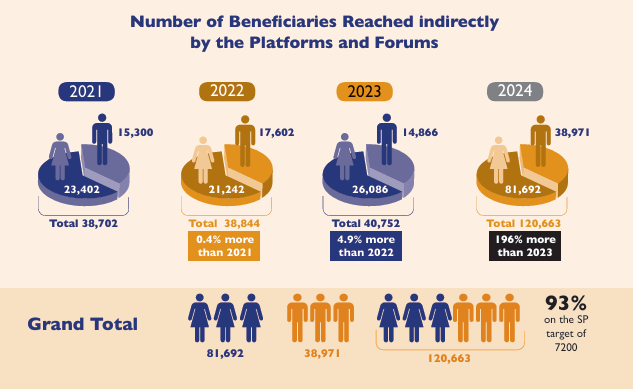 Number of Beneficiaries Reached indirectly
by the Platforms and Forums
2021
2022
2023
2024
15,300
17,602
14,866
38,971
23,402
21,242
26,086
81,692
Total 38,702
Total 38,844
Total 40,752
Total 120,663
0.4% more
than 2021
4.9% more
than 2022
196% more
than 2023
Grand Total
81,692
38,971
120,663
93%
on the SP
target of
7200